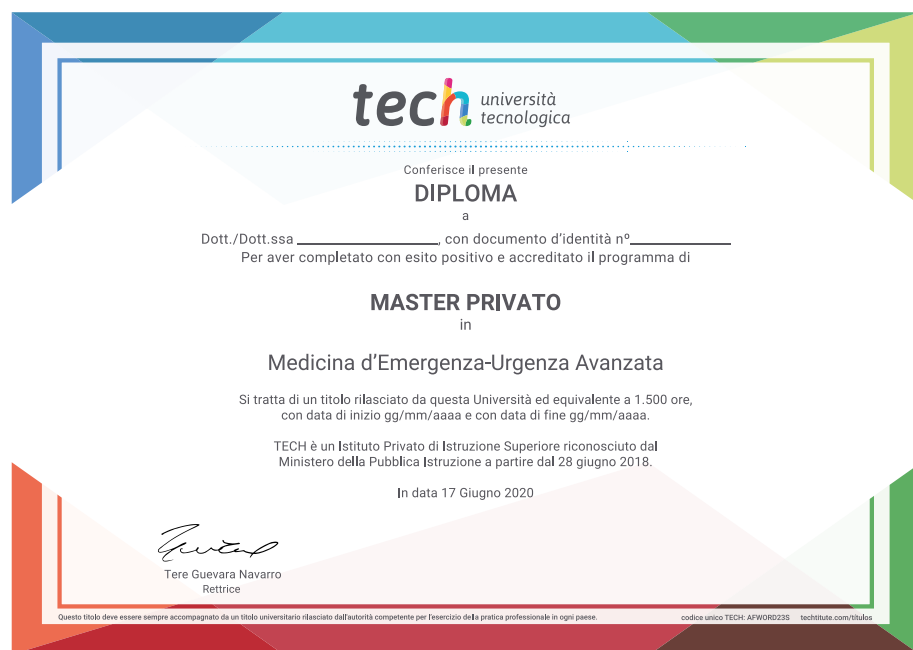 tech università
tecnologica
Conferisce il presente
DIPLOMA
a
Dott./Dott.ssa ____________________, con documento d'identità nº______________
Per aver completato con esito positivo e accreditato il programma di
MASTER PRIVATO
in
Medicina d'Emergenza-Urgenza Avanzata
Si tratta di un titolo rilasciato da questa Università ed equivalente a 1.500 ore,
con data di inizio gg/mm/aaaa e con data di fine gg/mm/aaaa.
TECH è un Istituto Privato di Istruzione Superiore riconosciuto dal
Ministero della Pubblica Istruzione a partire dal 28 giugno 2018.
In data 17 Giugno 2020
Tere Guevara Navarro
Rettrice
Questo titolo deve essere sempre accompagnato da un titolo universitario rilasciato dall'autorità competente per l'esercizio della pratica professionale in ogni paese.
codice unico TECH: AFWORD23S techtitute.com/titulos